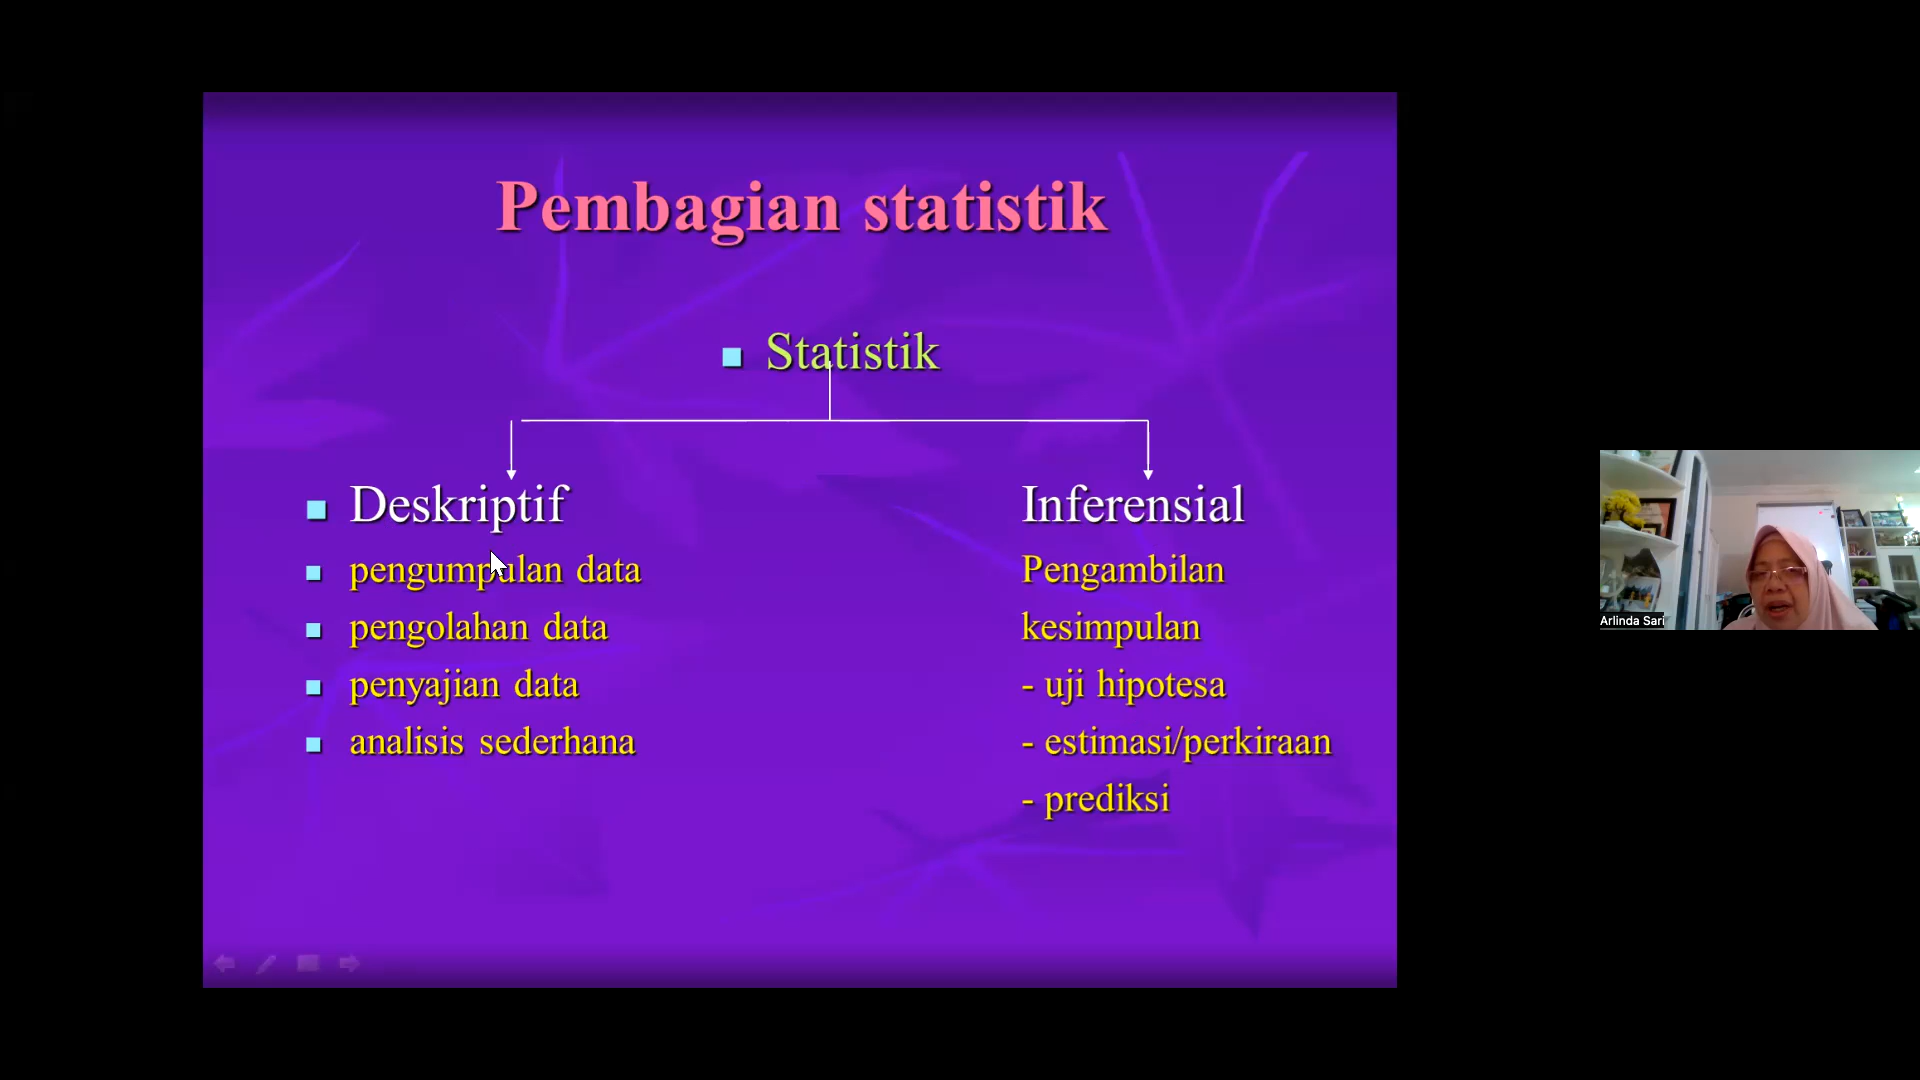 Pembagian statistik
Statistik
Deskriptif
pengumpulan data
pengolahan data
penyajian data
analisis sederhana
Inferensial
Pengambilan
kesimpulan
- uji hipotesa
- estimasi/perkiraan
- prediksi
Arlinda Sari